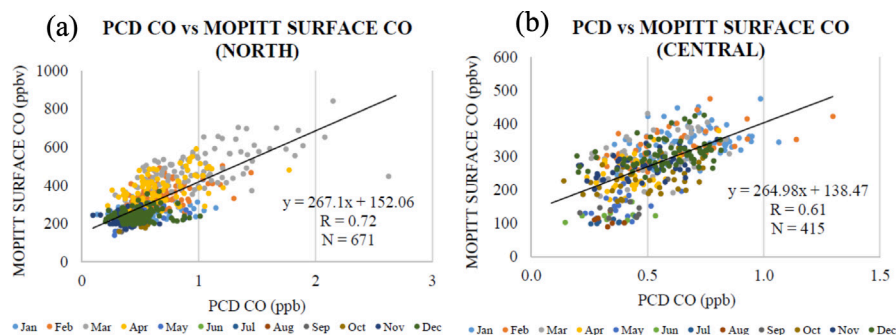 (a)
PCD CO vs MOPITT SURFACE CO
(NORTH)
MOPITT SURFACE CO (ppbv)
1000
800
600
400
200
0
y = 267.1x + 152.06
R = 0.72
N = 671
0 1 2 3
PCD CO (ppb)
Jan Feb Mar Apr May Jun Jul Aug Sep Oct Nov Dec
(b)
PCD vs MOPITT SURFACE CO
(CENTRAL)
MOPITT SURFACE CO (ppbv)
600
500
400
300
200
100
0
y = 264.98x + 138.47
R = 0.61
N = 415
0.0 0.5 1.0 1.5
PCD CO (ppb)
Jan Feb Mar Apr May Jun Jul Aug Sep Oct Nov Dec